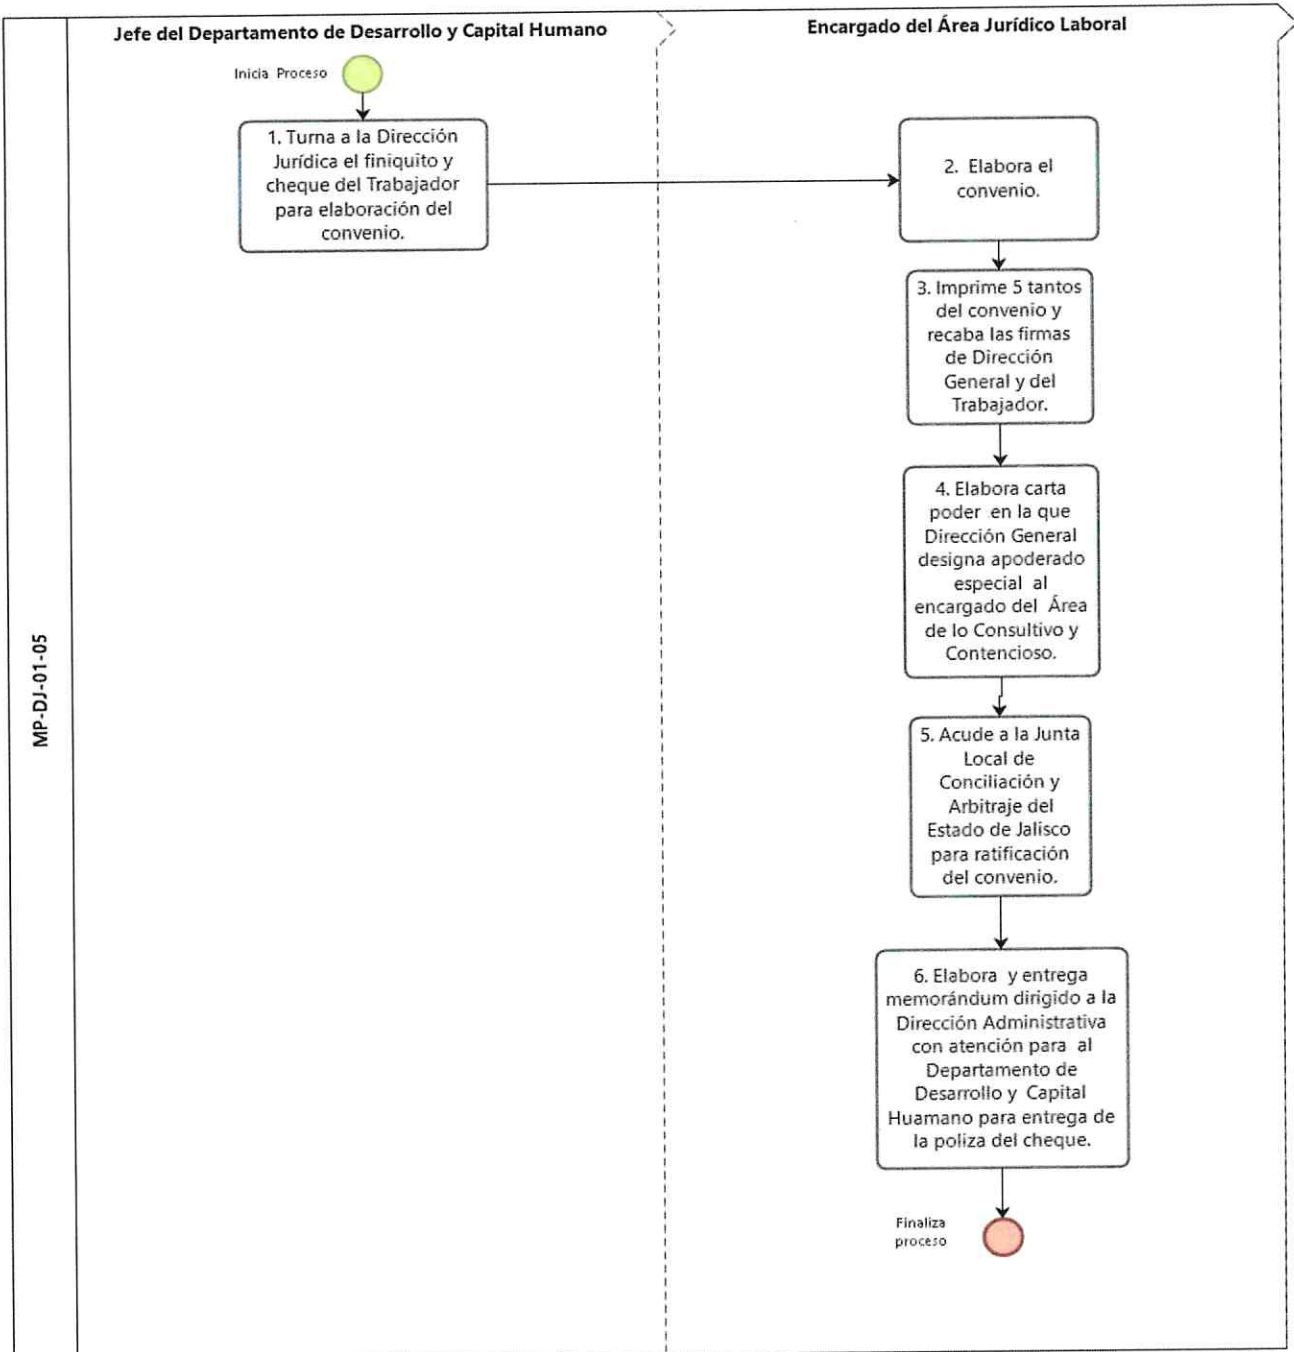 Jefe del Departamento de Desarrollo y Capital Humano
Encargado del Área Jurídico Laboral
MP-DJ-01-05
Inicia Proceso
1. Turna a la Dirección
Jurídica el finiquito y
cheque del Trabajador
para elaboración del
convenio.
2. Elabora el
convenio.
3. Imprime 5 tantos
del convenio y
recaba las firmas
de Dirección
General y del
Trabajador.
4. Elabora carta
poder en la que
Dirección General
designa apoderado
especial al
encargado del Área
de lo Consultivo y
Contencioso.
5. Acude a la Junta
Local de
Conciliación y
Arbitraje del
Estado de Jalisco
para ratificación
del convenio.
6. Elabora y entrega
memorándum dirigido a la
Dirección Administrativa
con atención para al
Departamento de
Desarrollo y Capital
Huamano para entrega de
la poliza del cheque.
Finaliza
proceso